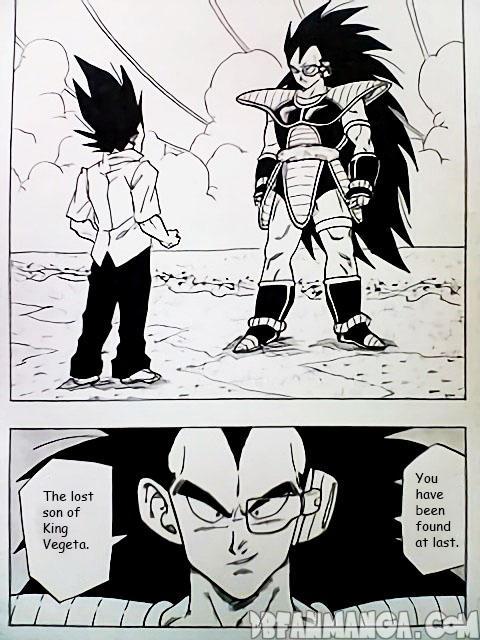 You
have
been
found
at last.
The lost
son of
King
Vegeta.
DBFANMANGA.COM